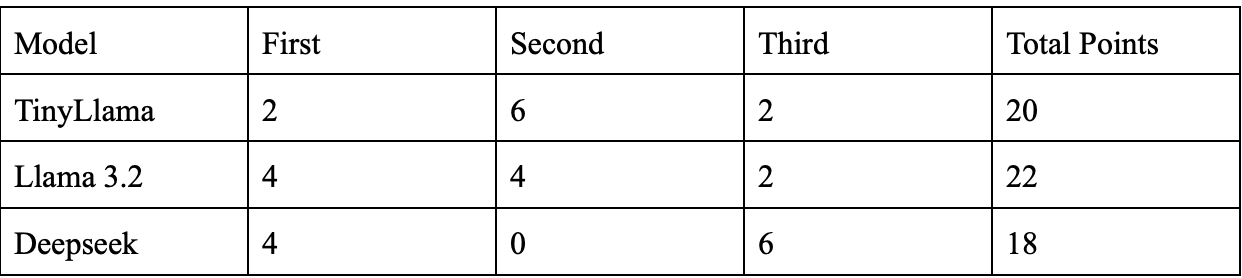 Model First Second Third Total Points
TinyLlama 2 6 2 20
Llama 3.2 4 4 2 22
Deepseek 4 0 6 18